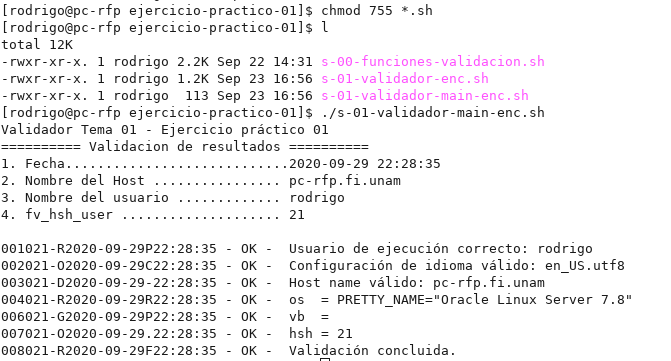 [rodrigo@pc-rfp ejercicio-practico-01]$ chmod 755 *.sh
[rodrigo@pc-rfp ejercicio-practico-01]$ l
total 12K
-rwxr-xr-x. 1 rodrigo 2.2K Sep 22 14:31 s-00-funciones-validacion.sh
-rwxr-xr-x. 1 rodrigo 1.2K Sep 23 16:56 s-01-validador-enc.sh
-rwxr-xr-x. 1 rodrigo  113 Sep 23 16:56 s-01-validador-main-enc.sh
[rodrigo@pc-rfp ejercicio-practico-01]$ ./s-01-validador-main-enc.sh
Validador Tema 01 - Ejercicio práctico 01
========== Validacion de resultados ==========
1. Fecha............................2020-09-29 22:28:35
2. Nombre del Host ................ pc-rfp.fi.unam
3. Nombre del usuario ............. rodrigo
4. fv_hsh_user .................... 21
001021-R2020-09-29P22:28:35 - OK -  Usuario de ejecución correcto: rodrigo
002021-O2020-09-29C22:28:35 - OK -  Configuración de idioma válido: en_US.utf8
003021-D2020-09-29-22:28:35 - OK -  Host name válido: pc-rfp.fi.unam
004021-R2020-09-29R22:28:35 - OK -  os  = PRETTY_NAME="Oracle Linux Server 7.8"
006021-G2020-09-29P22:28:35 - OK -  vb  =
007021-O2020-09-29.22:28:35 - OK -  hsh = 21
008021-R2020-09-29F22:28:35 - OK -  Validación concluida.